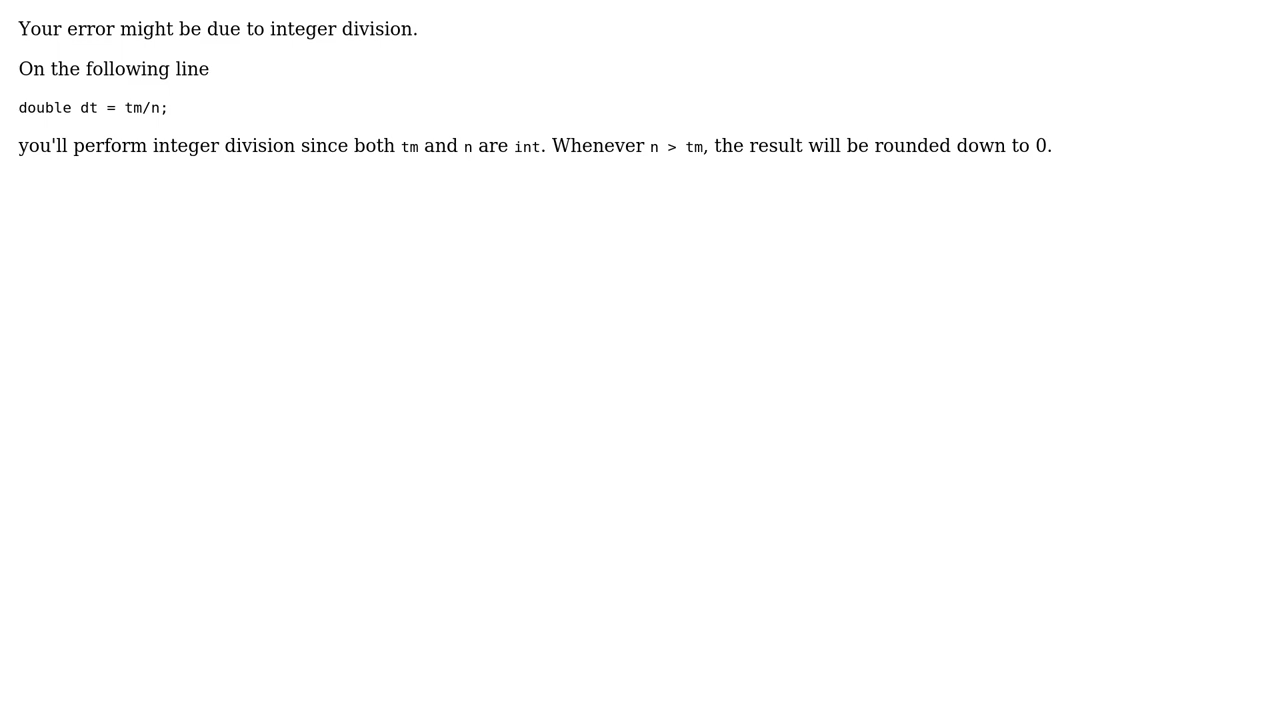 Your error might be due to integer division.
On the following line
double dt = tm/n;
you'll perform integer division since both tm and n are int. Whenever n > tm, the result will be rounded down to 0.